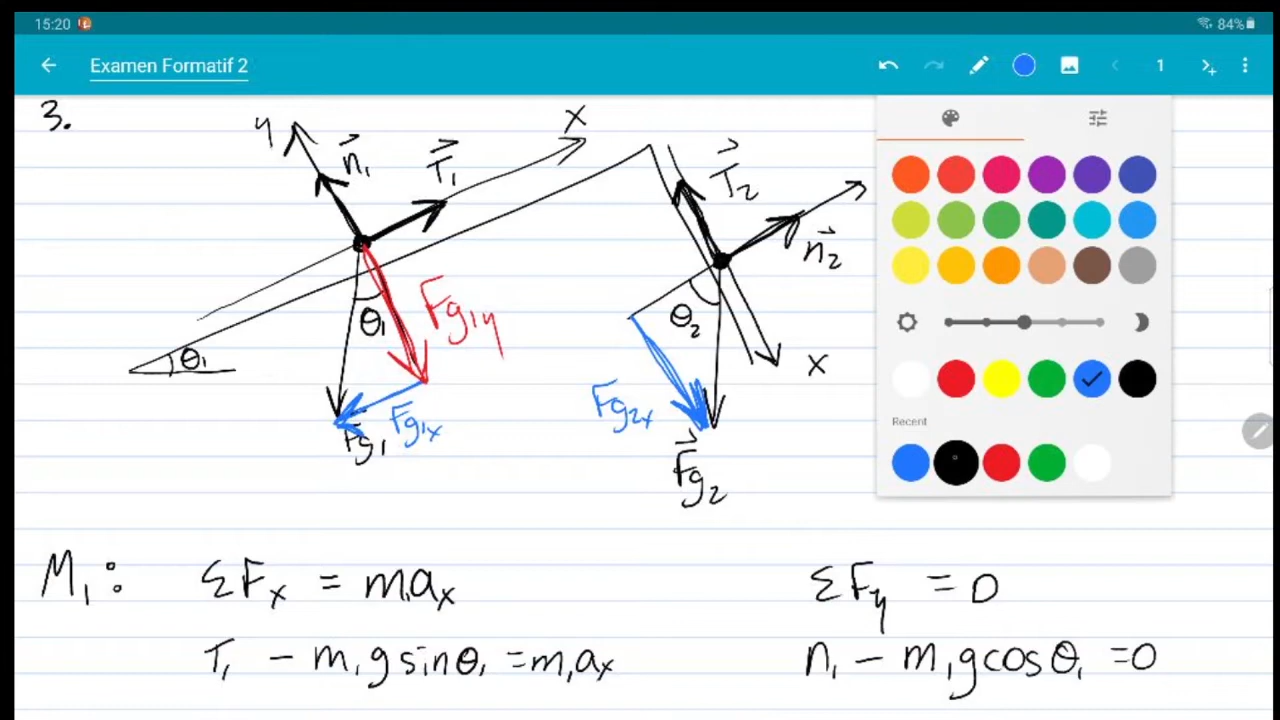 15:20 84%
Examen Formatif 2 1
3.
y n⃗₁ T⃗₁ x T⃗₂
n⃗₂
θ₁ Fg₁y θ₂
θ₁ x
Fg₁ Fg₁x Fg₂x
F⃗g₂
Recent
M₁: ΣFx = m₁ax ΣFy = 0
T₁ - m₁g sinθ₁ = m₁ax n₁ - m₁g cosθ₁ = 0